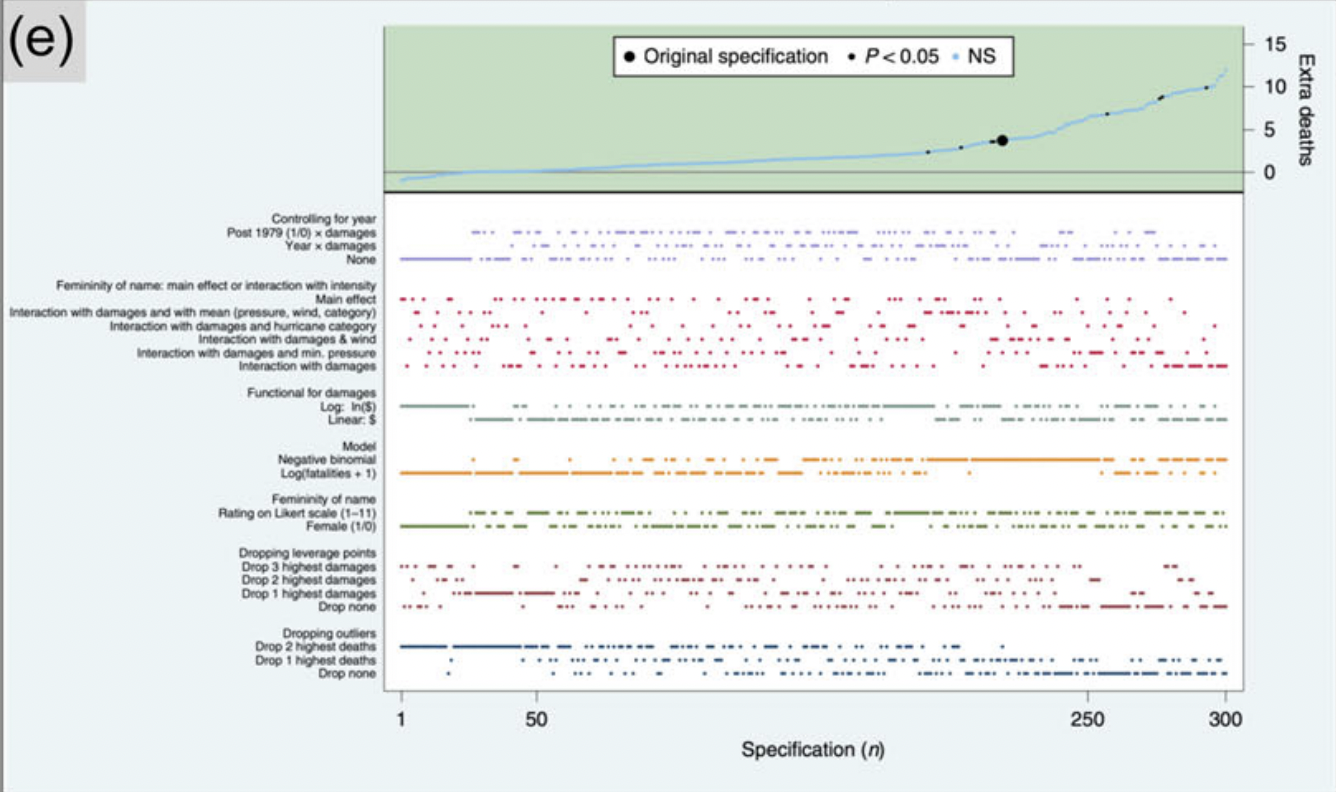 (e)
● Original specification • P < 0.05 • NS
15
10
5
0
Extra deaths
Controlling for year
Post 1979 (1/0) × damages
Year × damages
None
Femininity of name: main effect or interaction with intensity
Main effect
Interaction with damages and with mean (pressure, wind, category)
Interaction with damages and hurricane category
Interaction with damages & wind
Interaction with damages and min. pressure
Interaction with damages
Functional for damages
Log: ln($)
Linear: $
Model
Negative binomial
Log(fatalities + 1)
Femininity of name
Rating on Likert scale (1–11)
Female (1/0)
Dropping leverage points
Drop 3 highest damages
Drop 2 highest damages
Drop 1 highest damages
Drop none
Dropping outliers
Drop 2 highest deaths
Drop 1 highest deaths
Drop none
1 50 250 300
Specification (n)